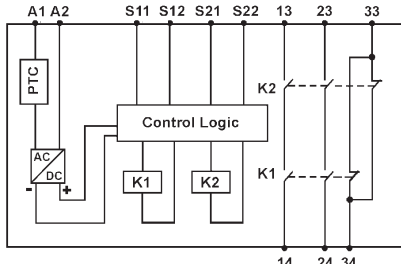 A1 A2 S11 S12 S21 S22 13 23 33
PTC
K2
Control Logic
AC
DC
- +
K1 K2
K1
14 24 34